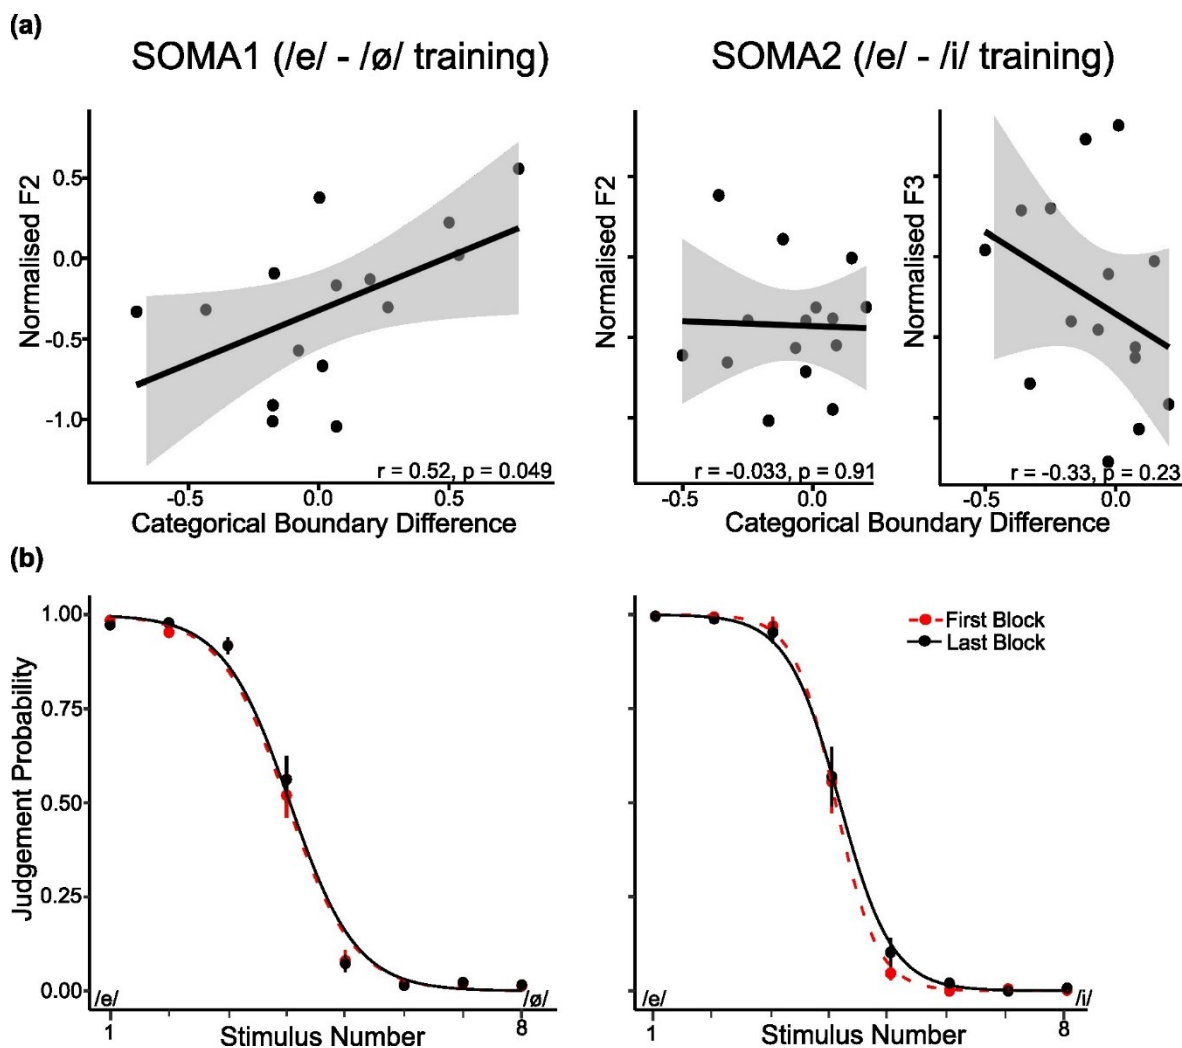 (a)
SOMA1 (/e/ - /ø/ training)
SOMA2 (/e/ - /i/ training)
Normalised F2
0.5
0.0
-0.5
-1.0
r = 0.52, p = 0.049
-0.5 0.0 0.5
Categorical Boundary Difference
Normalised F2
r = -0.033, p = 0.91
-0.5 0.0
Normalised F3
r = -0.33, p = 0.23
-0.5 0.0
Categorical Boundary Difference
(b)
Judgement Probability
1.00
0.75
0.50
0.25
0.00
/e/ /ø/
1 8
Stimulus Number
First Block
Last Block
/e/ /i/
1 8
Stimulus Number